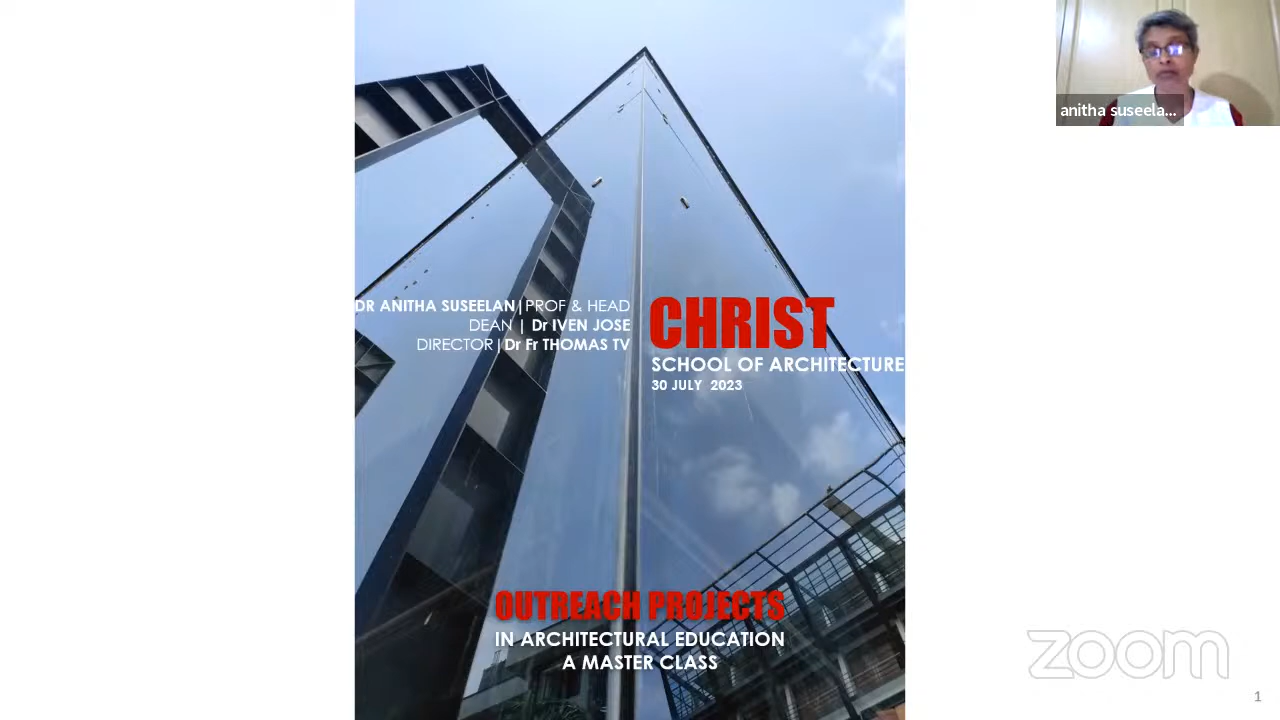 anitha suseela...
DR ANITHA SUSEELAN|PROF & HEAD
DEAN | Dr IVEN JOSE
DIRECTOR|Dr Fr THOMAS TV
CHRIST
SCHOOL OF ARCHITECTURE
30 JULY 2023
OUTREACH PROJECTS
IN ARCHITECTURAL EDUCATION
A MASTER CLASS
zoom
1